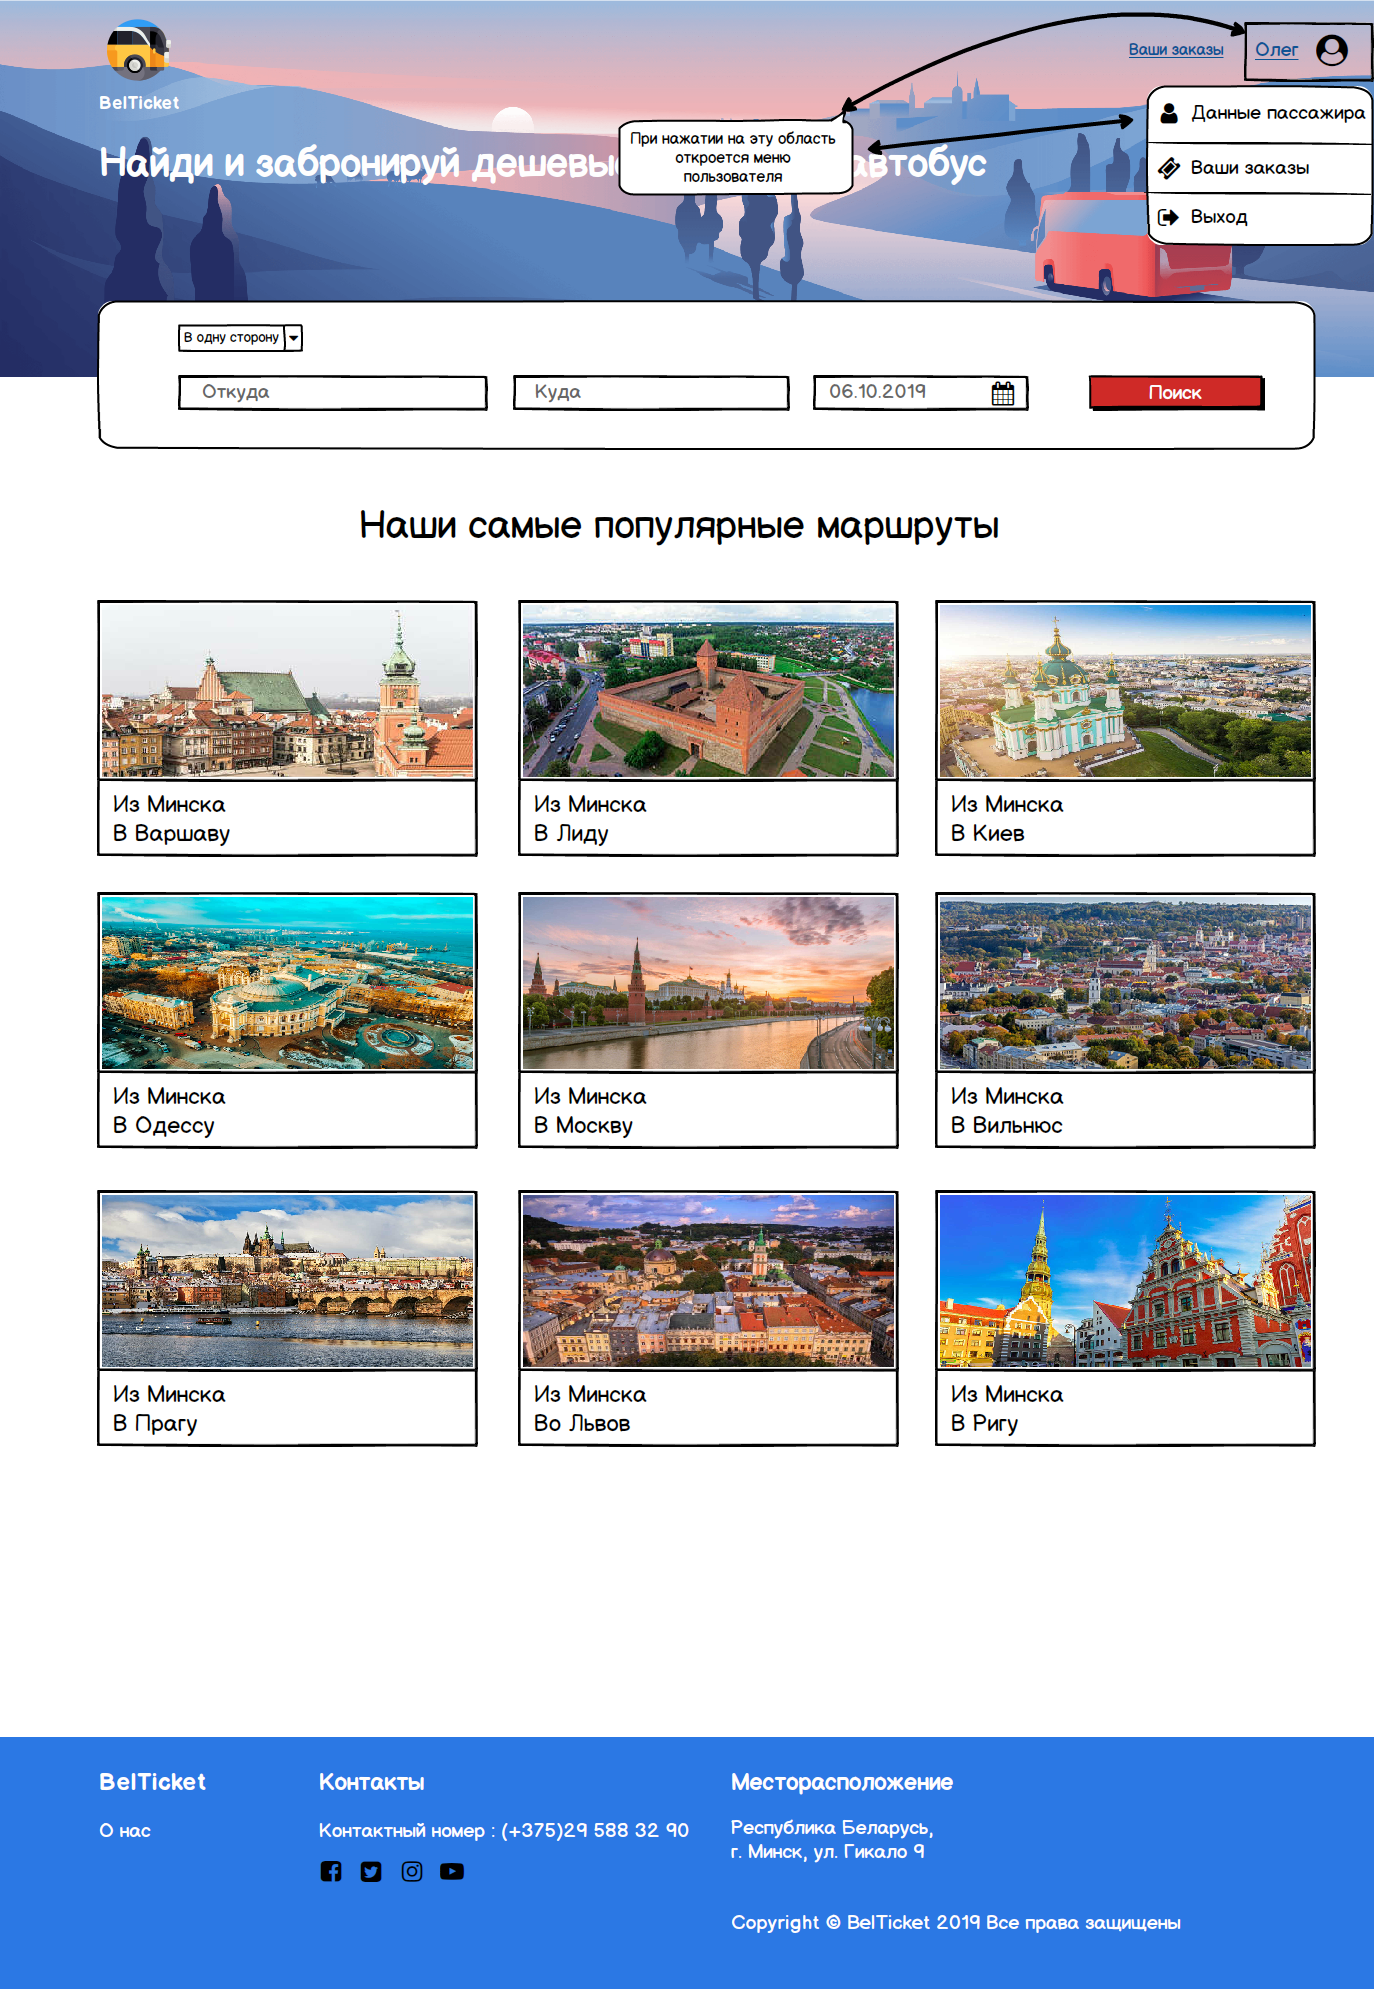 Ваши заказы
Олег
BelTicket
Данные пассажира
Ваши заказы
Выход
При нажатии на эту область
откроется меню
пользователя
Найди и забронируй дешевы автобус
В одну сторону
Откуда
Куда
06.10.2019
Поиск
Наши самые популярные маршруты
Из Минска
В Варшаву
Из Минска
В Лиду
Из Минска
В Киев
Из Минска
В Одессу
Из Минска
В Москву
Из Минска
В Вильнюс
Из Минска
В Прагу
Из Минска
Во Львов
Из Минска
В Ригу
BelTicket
О нас
Контакты
Контактный номер : (+375)29 588 32 90
Месторасположение
Республика Беларусь,
г. Минск, ул. Гикало 9
Copyright © BelTicket 2019 Все права защищены